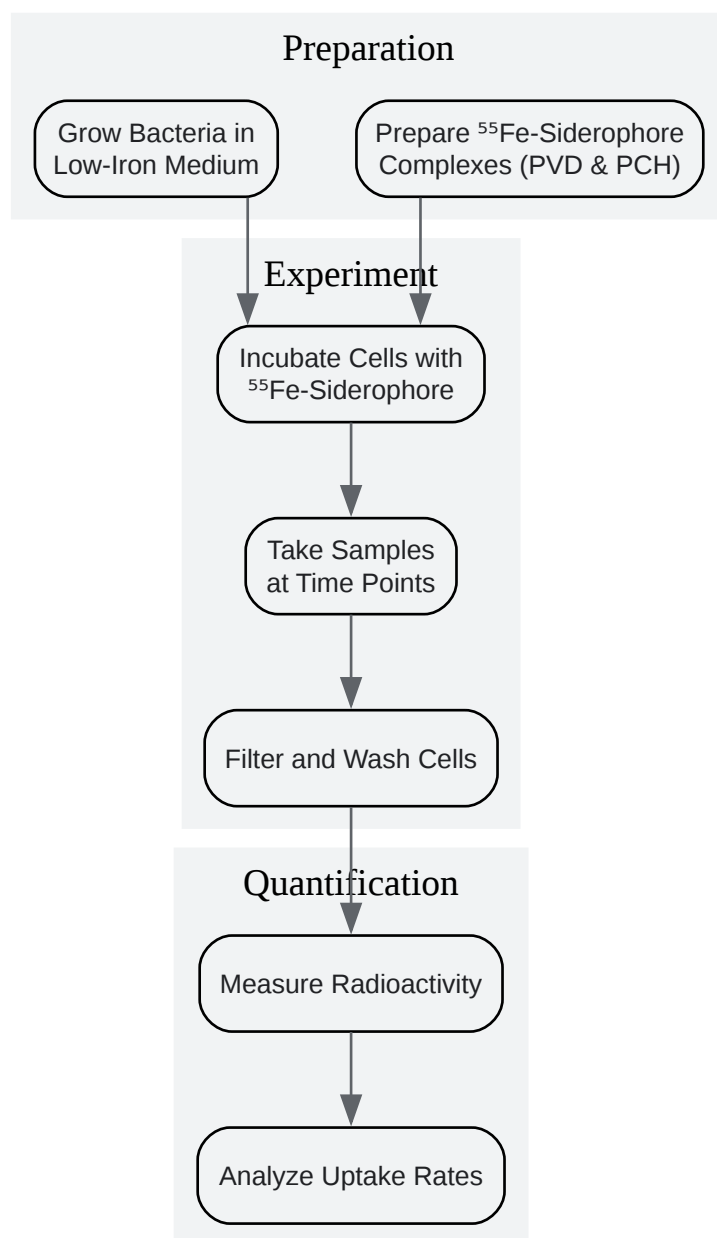 Preparation
Grow Bacteria in
Low-Iron Medium
Prepare ⁵⁵Fe-Siderophore
Complexes (PVD & PCH)
Experiment
Incubate Cells with
⁵⁵Fe-Siderophore
Take Samples
at Time Points
Filter and Wash Cells
Quantification
Measure Radioactivity
Analyze Uptake Rates